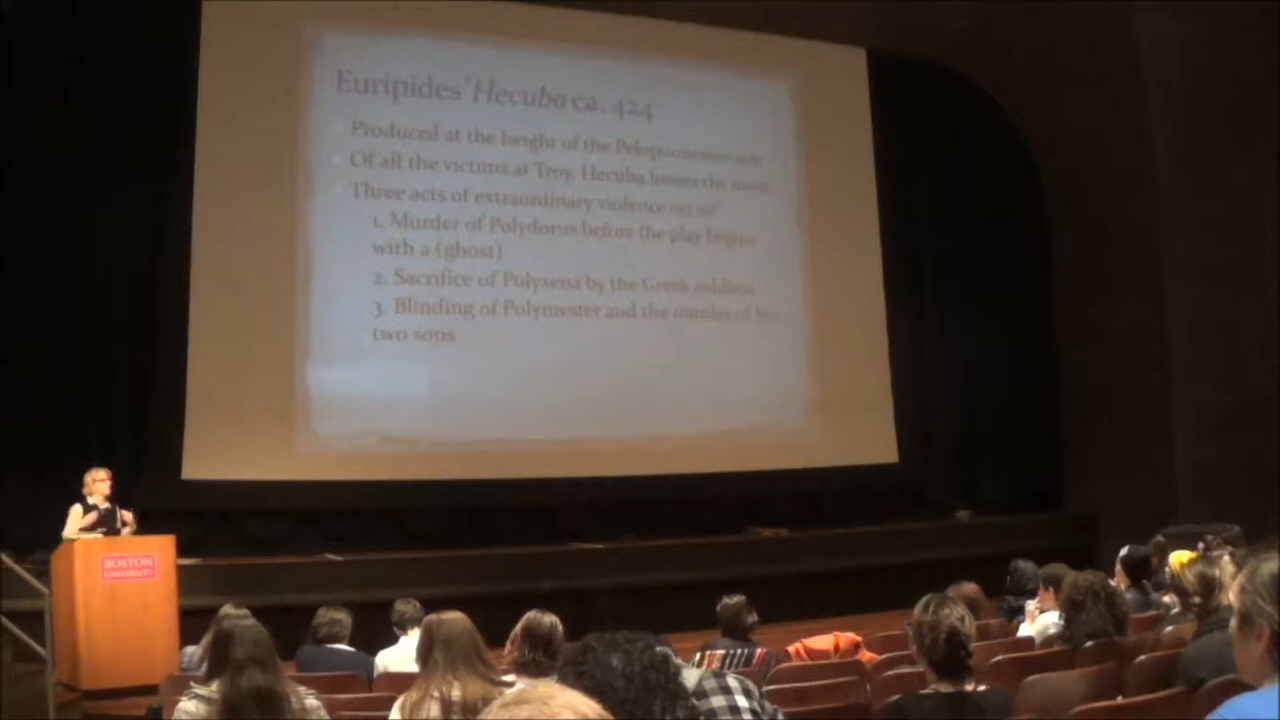 Euripides' Hecuba ca. 424
Produced at the height of the Peloponnesian war
Of all the victims at Troy, Hecuba losses the most
Three acts of extraordinary violence occur
1. Murder of Polydorus before the play begins
with a (ghost)
2. Sacrifice of Polyxena by the Greek soldiers
3. Blinding of Polymester and the murder of his
two sons
BOSTON
UNIVERSITY